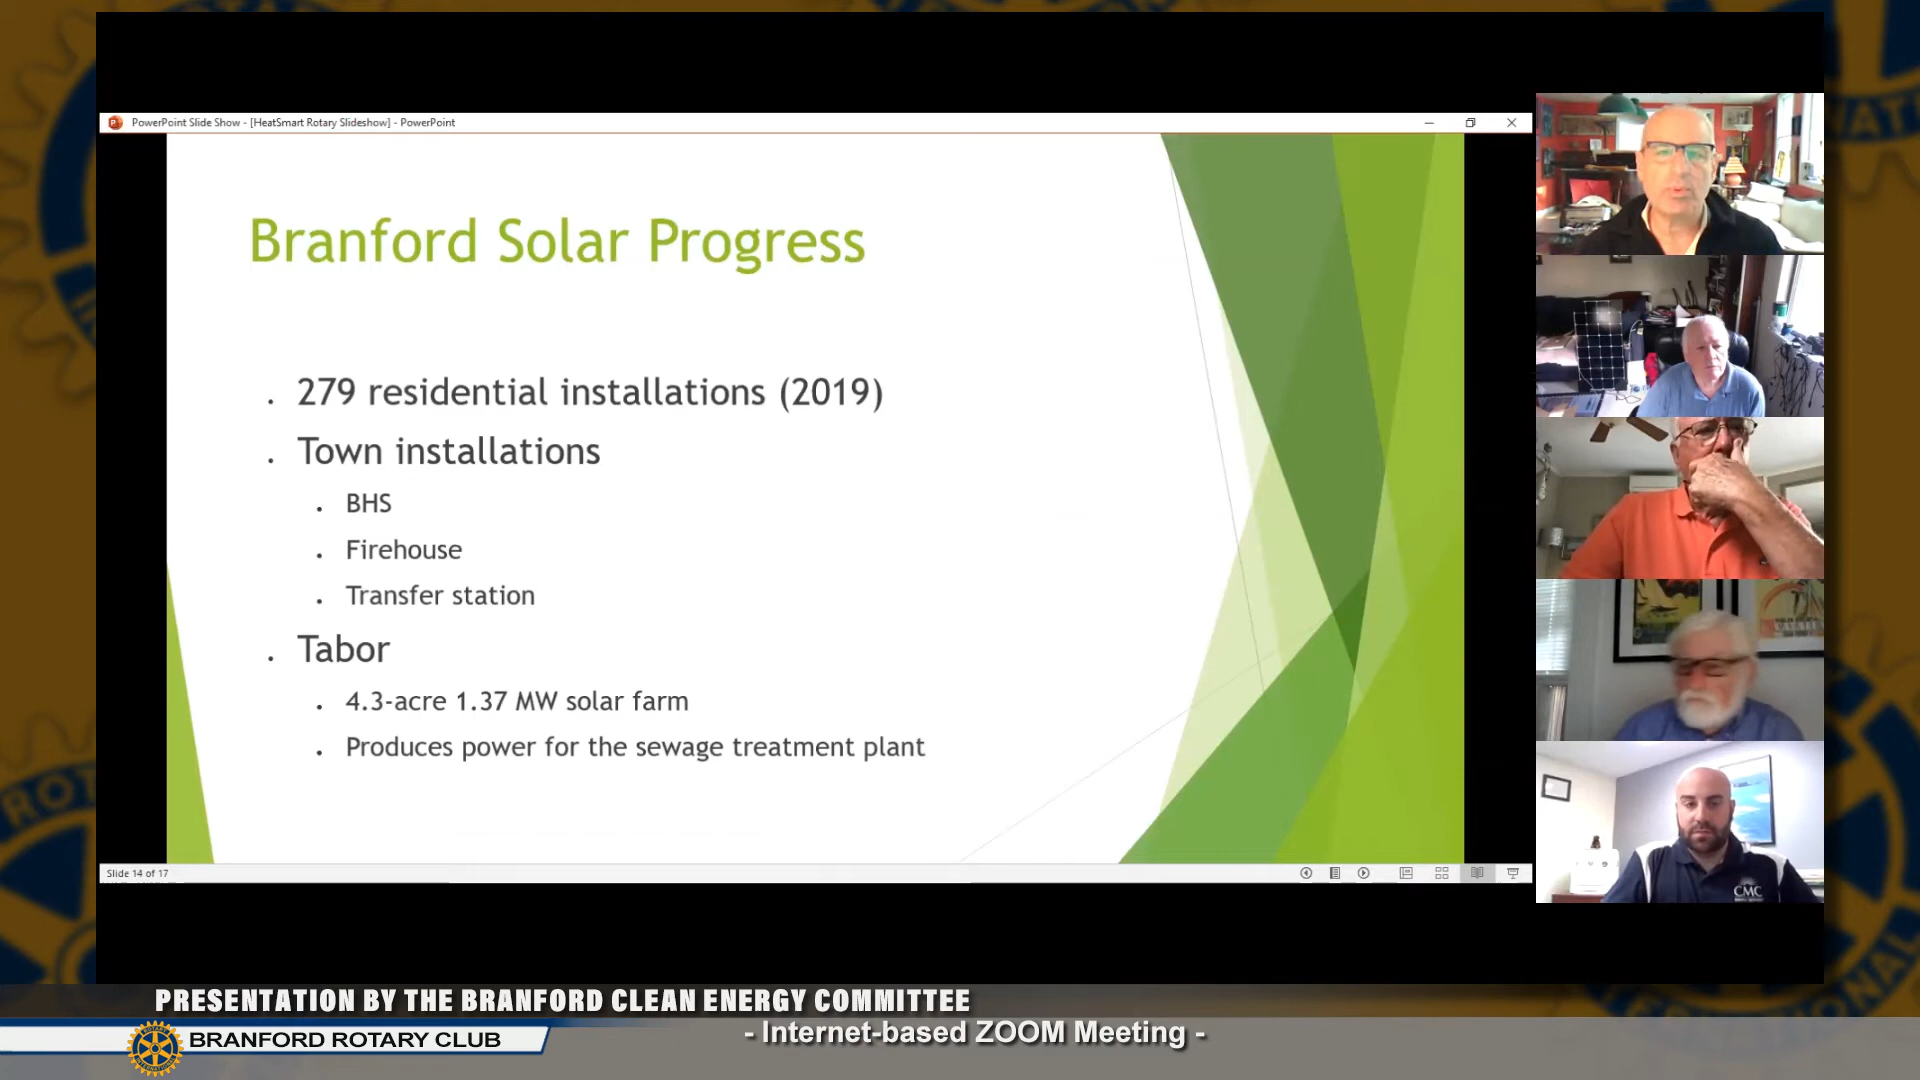 PowerPoint Slide Show - [HeatSmart Rotary Slideshow] - PowerPoint
Branford Solar Progress
279 residential installations (2019)
Town installations
BHS
Firehouse
Transfer station
Tabor
4.3-acre 1.37 MW solar farm
Produces power for the sewage treatment plant
Slide 14 of 17
CMC
PRESENTATION BY THE BRANFORD CLEAN ENERGY COMMITTEE
BRANFORD ROTARY CLUB
- Internet-based ZOOM Meeting -